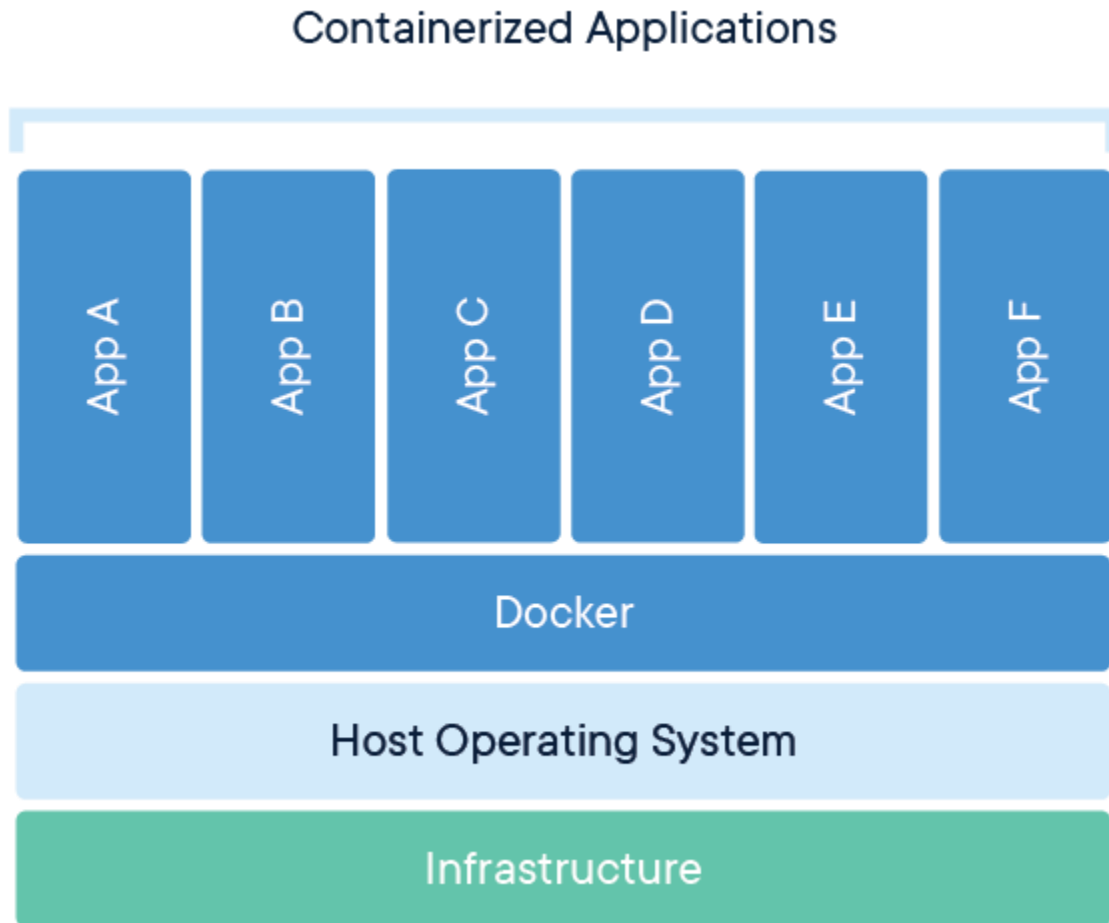 Containerized Applications
App A
App B
App C
App D
App E
App F
Docker
Host Operating System
Infrastructure